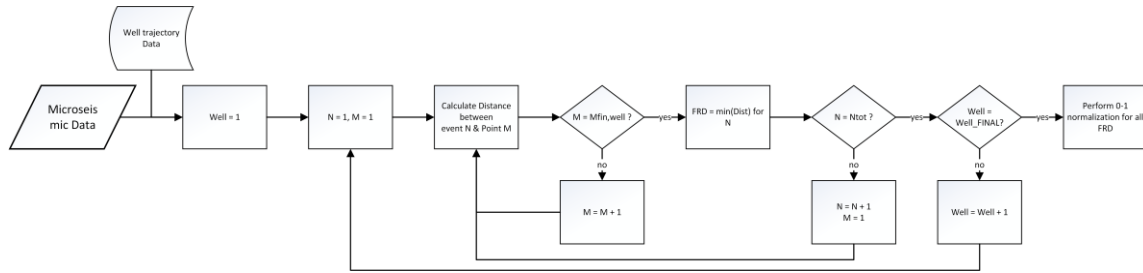 Well trajectory
Data
Microseis
mic Data
Well = 1
N = 1, M = 1
Calculate Distance
between
event N & Point M
M = Mfin,well ?
yes
FRD = min(Dist) for
N
N = Ntot ?
yes
Well =
Well_FINAL?
yes
Perform 0-1
normalization for all
FRD
no
no
no
M = M + 1
N = N + 1
M = 1
Well = Well + 1